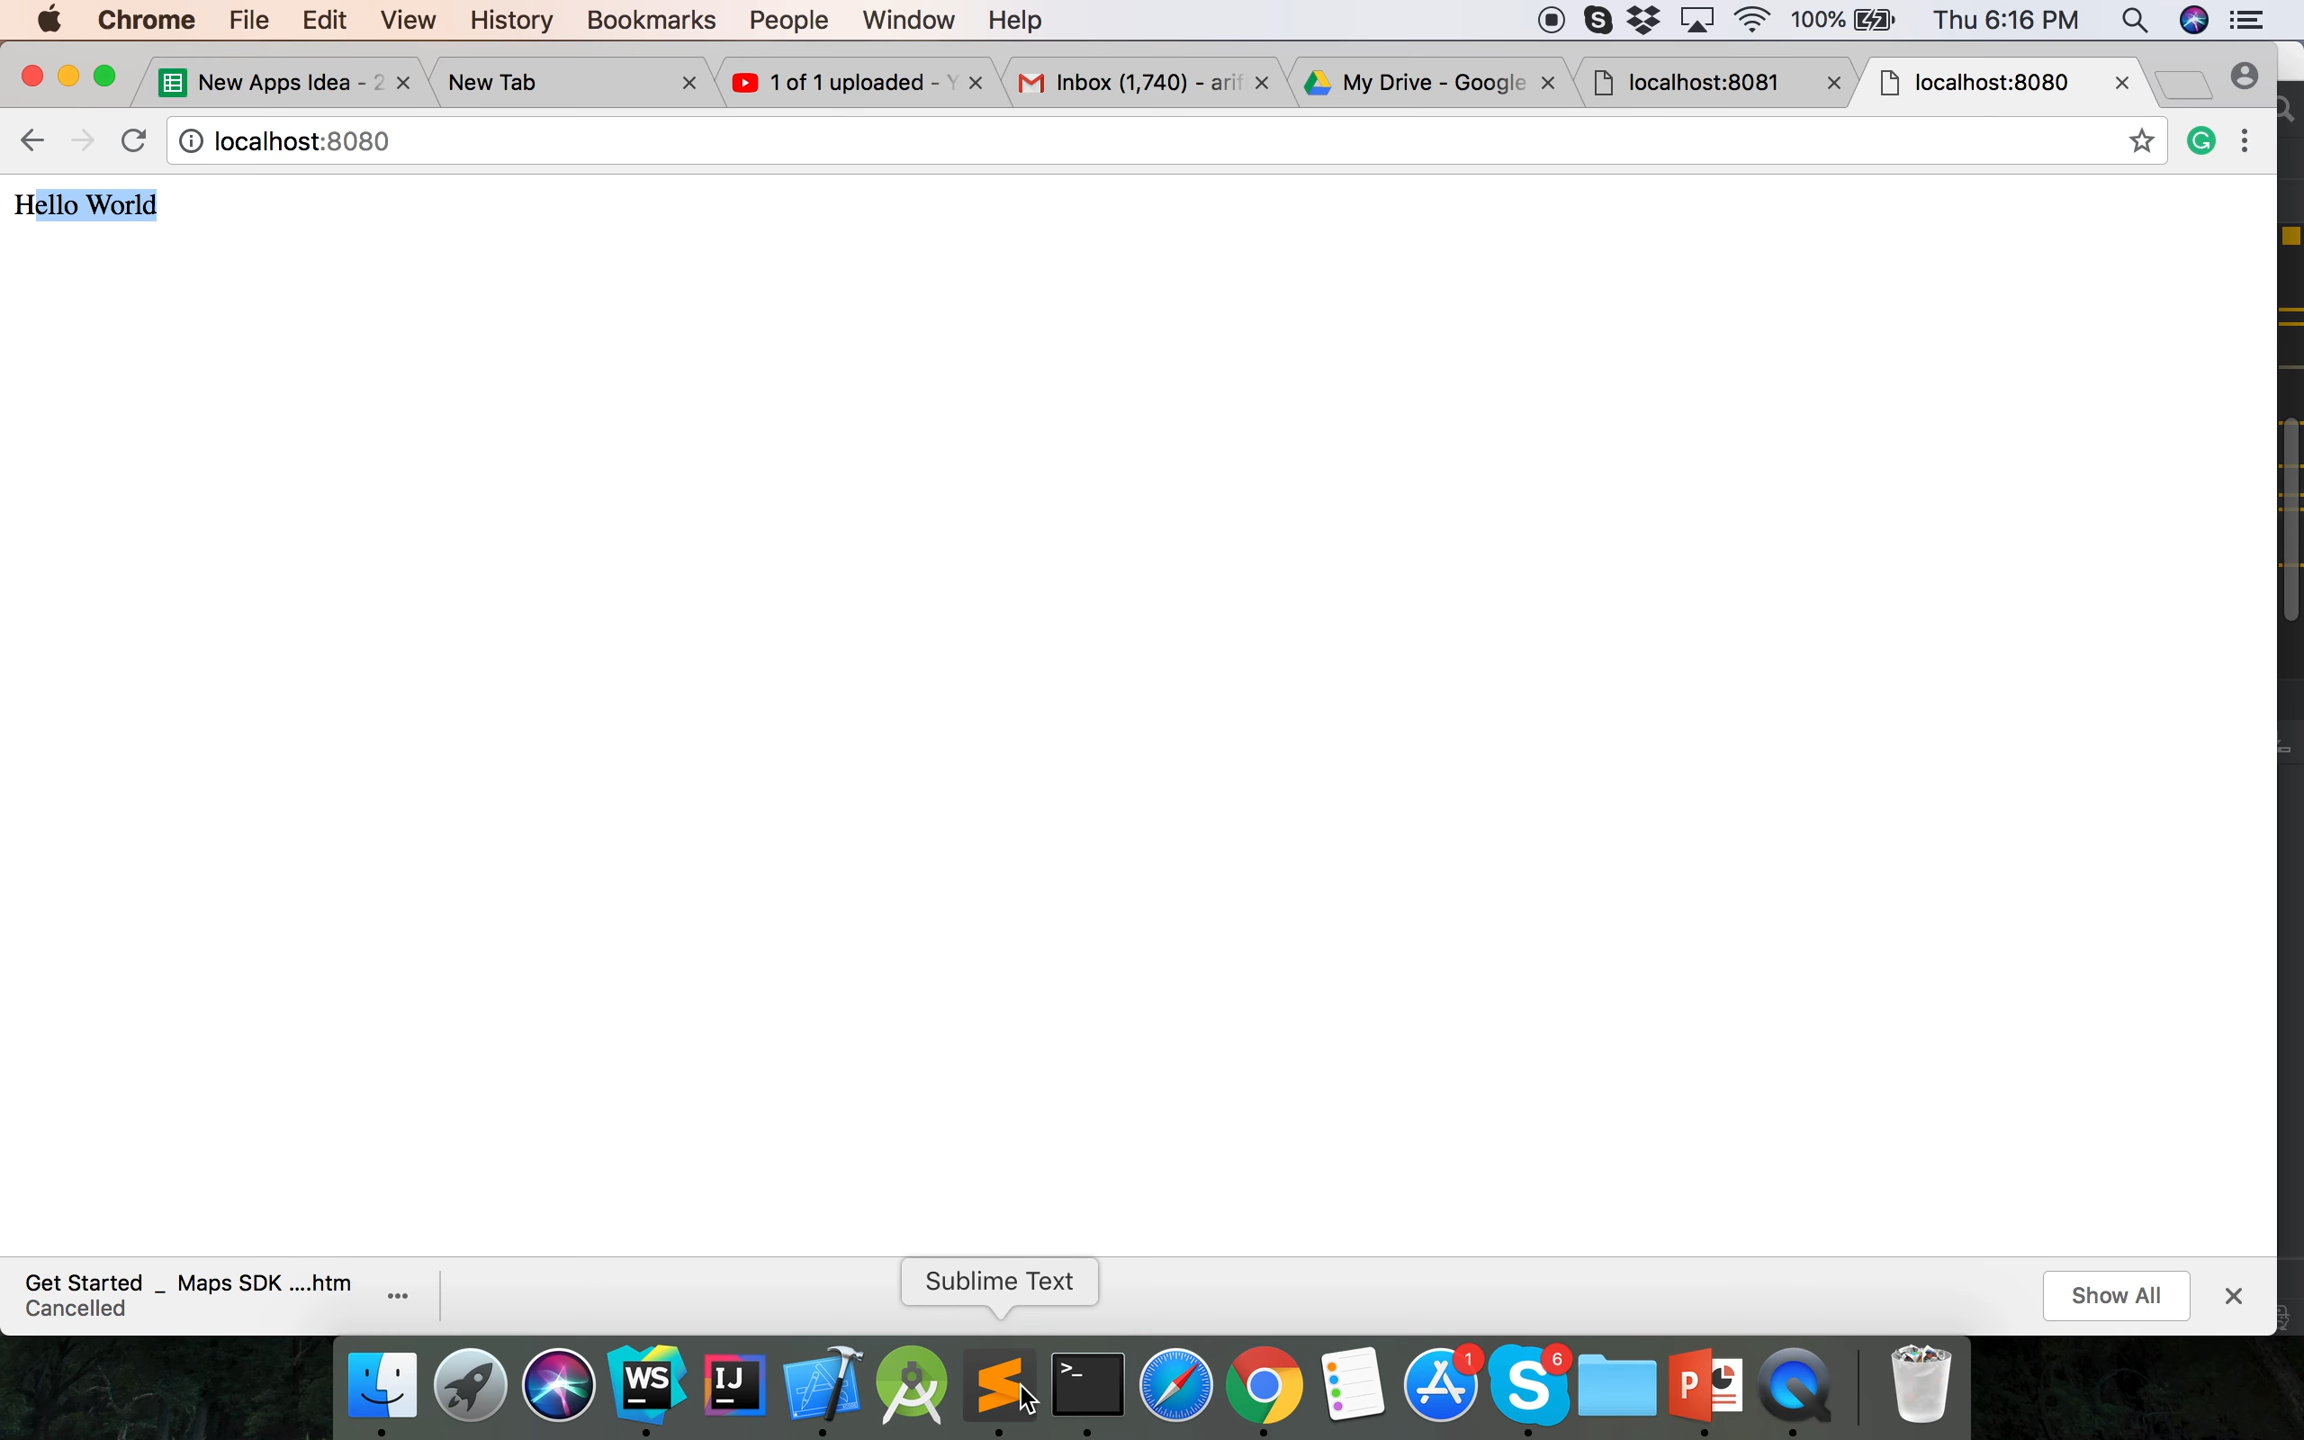 Chrome File Edit View History Bookmarks People Window Help 100% Thu 6:16 PM
New Apps Idea - 2 New Tab 1 of 1 uploaded - Y Inbox (1,740) - arif My Drive - Google localhost:8081 localhost:8080
localhost:8080
Hello World
Get Started _ Maps SDK ....htm
Cancelled
Show All
Sublime Text
WS IJ >_ 1 S 6 P